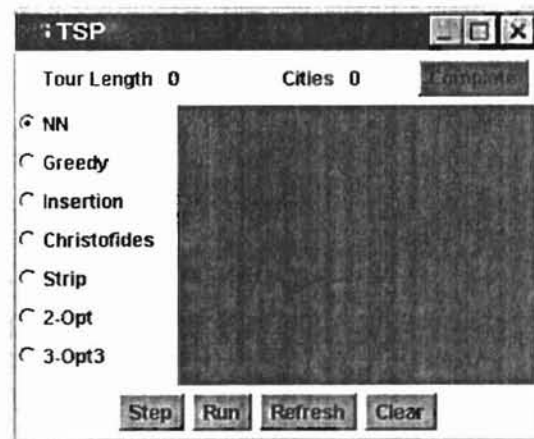 TSP
Tour Length 0 Cities 0 Complete
NN
Greedy
Insertion
Christofides
Strip
2-Opt
3-Opt3
Step Run Refresh Clear